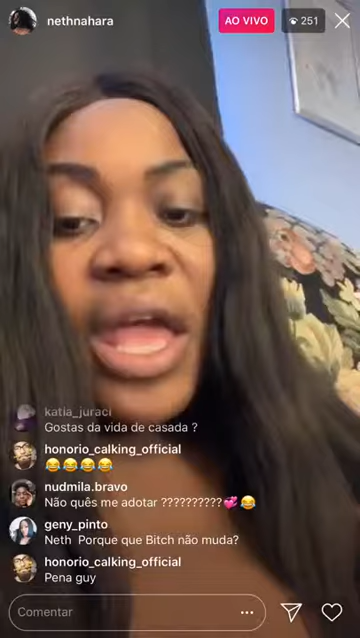 nethnahara
AO VIVO
251
katia_juraci
Gostas da vida de casada ?
honorio_calking_official
😂😂😂😂
nudmila.bravo
Não quês me adotar ??????????💞😂
geny_pinto
Neth  Porque que Bitch não muda?
honorio_calking_official
Pena guy
Comentar